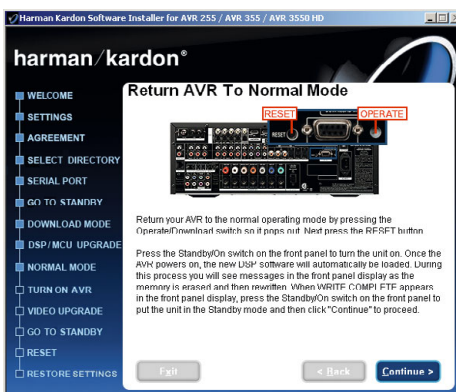 Harman Kardon Software Installer for AVR 255 / AVR 355 / AVR 3550 HD
harman/kardon®
WELCOME
SETTINGS
AGREEMENT
SELECT DIRECTORY
SERIAL PORT
GO TO STANDBY
DOWNLOAD MODE
DSP/MCU UPGRADE
NORMAL MODE
TURN ON AVR
VIDEO UPGRADE
GO TO STANDBY
RESET
RESTORE SETTINGS
Return AVR To Normal Mode
RESET
OPERATE
RESET
Return your AVR to the normal operating mode by pressing the
Operate/Download switch so it pops out. Next press the RESET button.
Press the Standby/On switch on the front panel to turn the unit on. Once the
AVR powers on, the new DSP software will automatically be loaded. During
this process you will see messages in the front panel display as the
memory is erased and then rewritten. When WRITE COMPLETE appears
in the front panel display, press the Standby/On switch on the front panel to
put the unit in the Standby mode and then click "Continue" to proceed.
Exit
< Back
Continue >